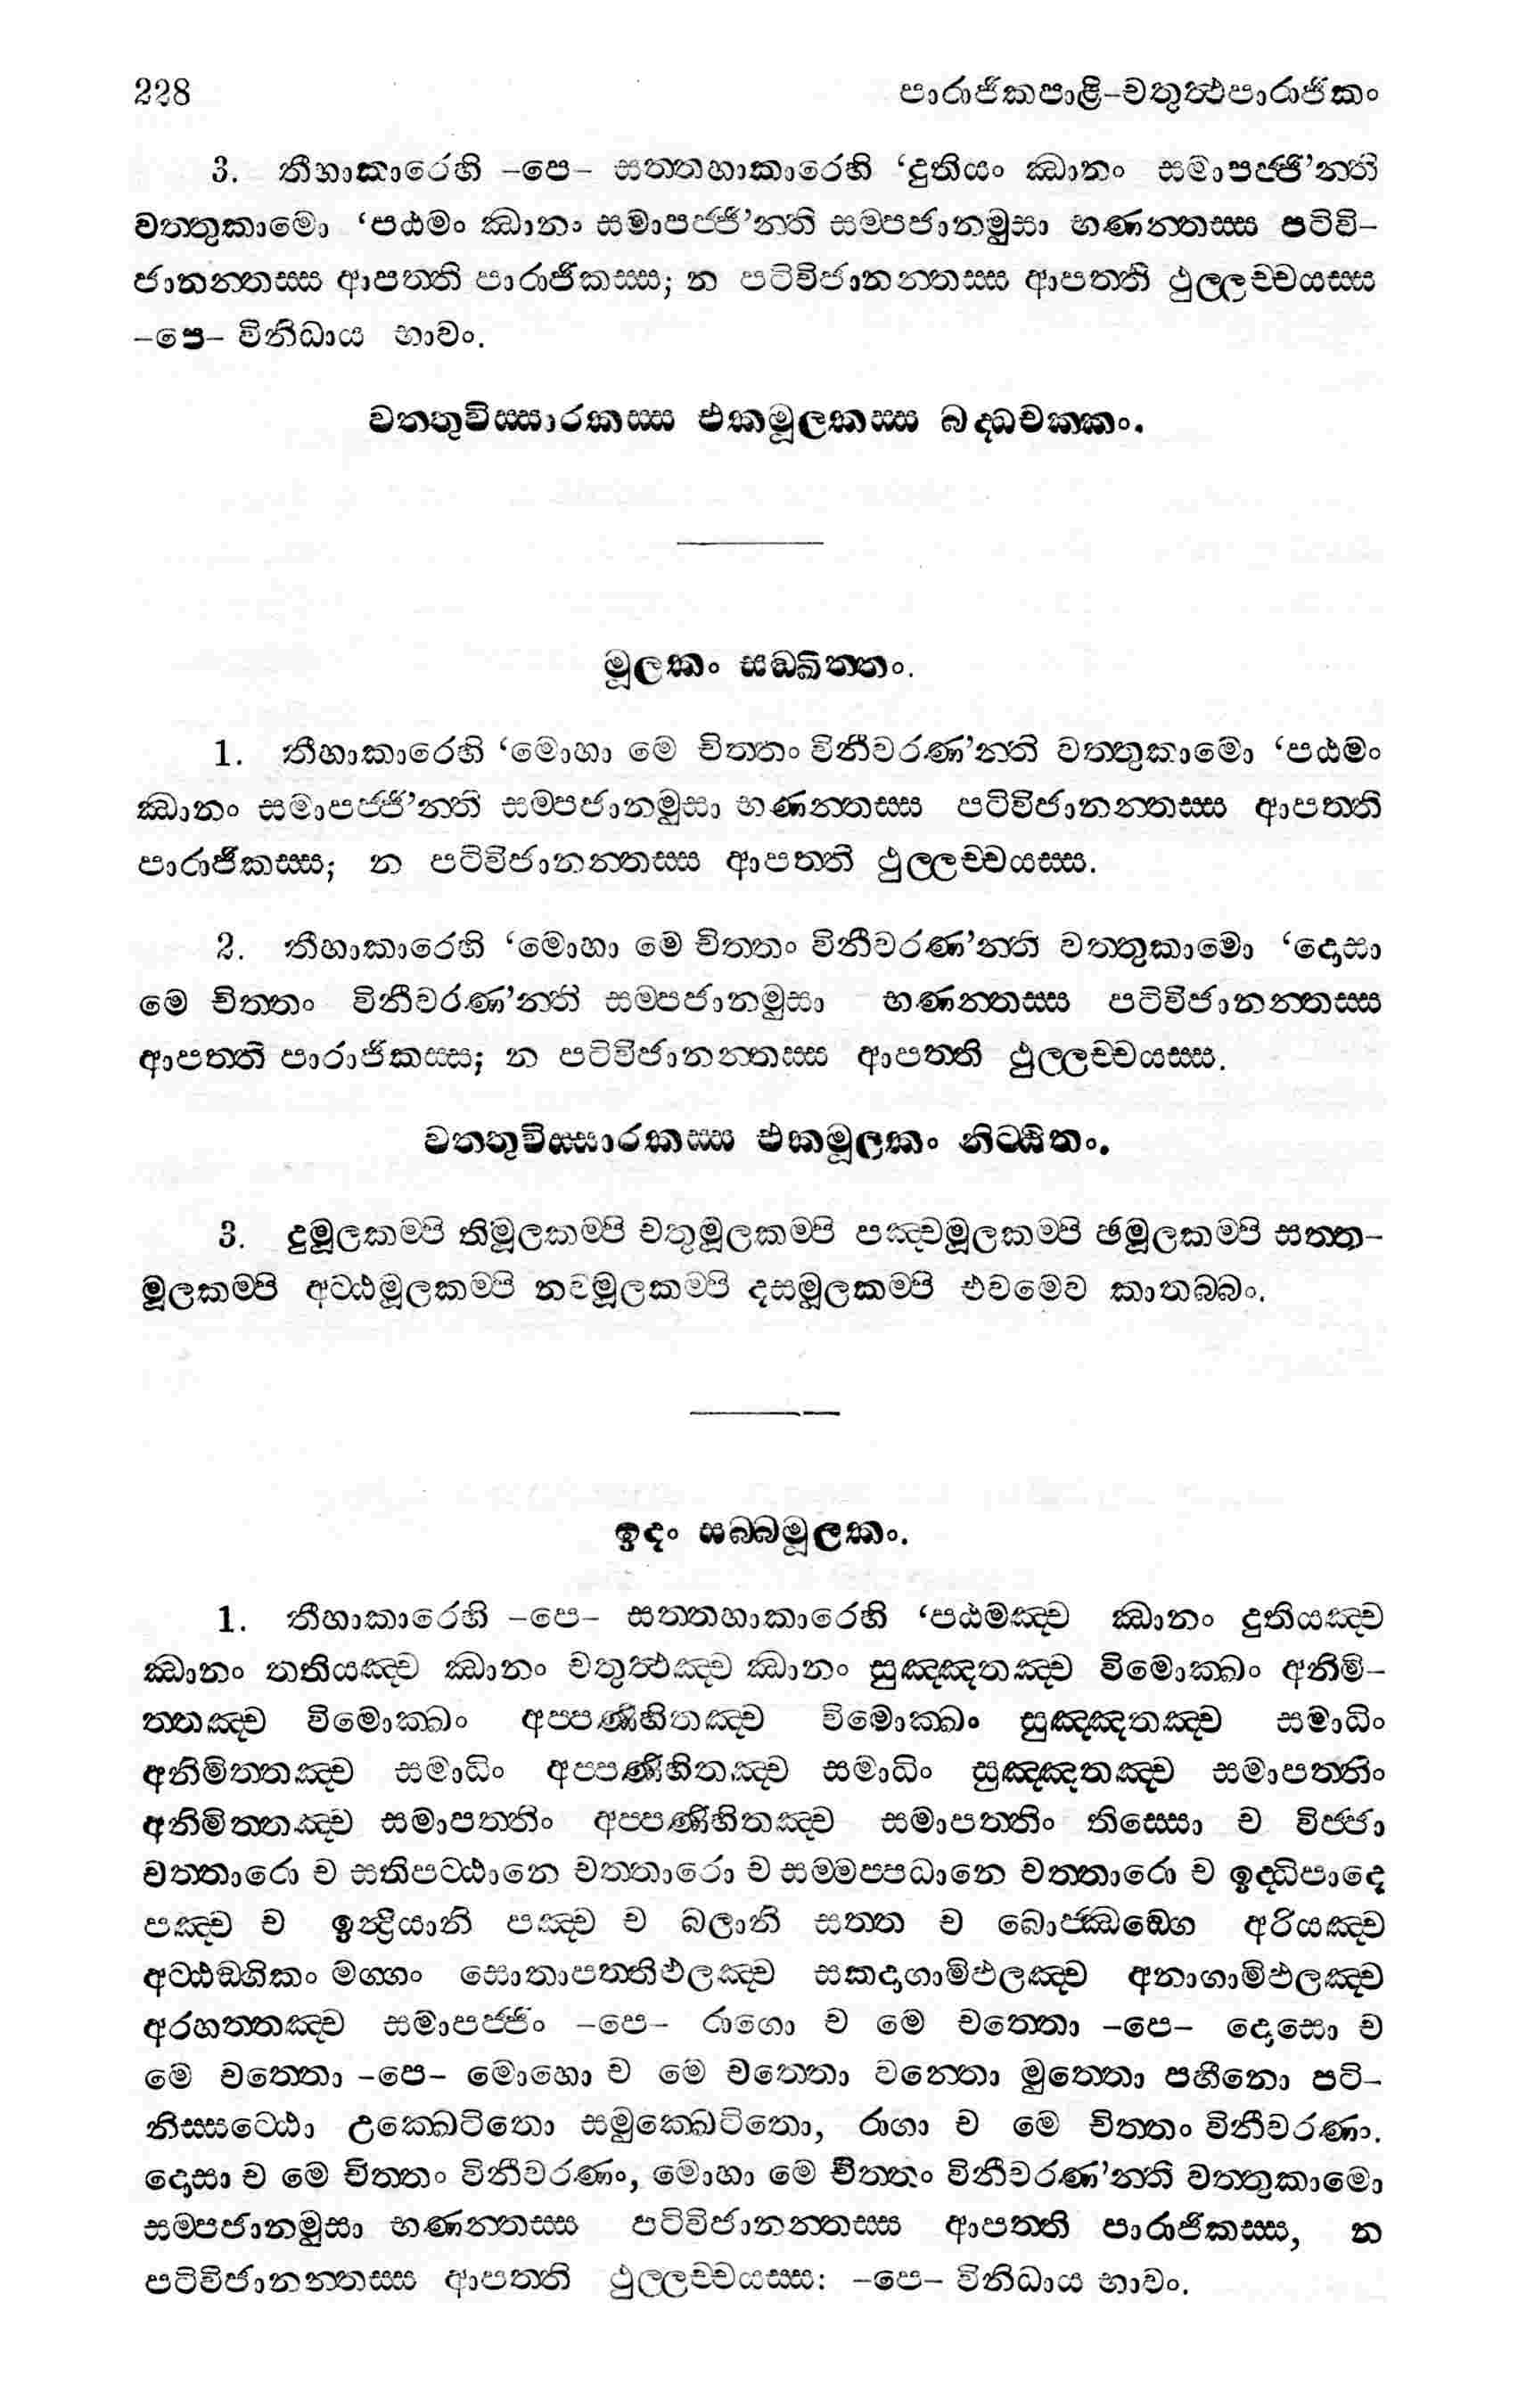 228 පාරාජිකපාළි-චතුත්‍ථපාරාජිකං
3. තීහාකාරෙහි -පෙ- සත‍්තහාකාරෙහි ‘දුතියං ඣානං සමාපජ‍්ජි’න‍්ති
වත‍්තුකාමො ‘පඨමං ඣානං සමාපජ‍්ජි’න‍්ති සම‍්පජානමුසා භණන‍්තස‍්ස පටිවි-
ජානන‍්තස‍්ස ආපත‍්ති පාරාජිකස‍්ස; න පටිවිජානන‍්තස‍්ස ආපත‍්ති ථුල‍්ලච‍්චයස‍්ස
-පෙ- විනිධාය භාවං.
වත‍්තුවිස‍්සාරකස‍්ස එකමූලකස‍්ස බද‍්ධචක‍්කං.
මූලකං සඞ‍්ඛිත‍්තං.
1. තීහාකාරෙහි ‘මොහා මෙ චිත‍්තං විනීවරණ’න‍්ති වත‍්තුකාමො ‘පඨමං
ඣානං සමාපජ‍්ජි’න‍්ති සම‍්පජානමුසා භණන‍්තස‍්ස පටිවිජානන‍්තස‍්ස ආපත‍්ති
පාරාජිකස‍්ස; න පටිවිජානන‍්තස‍්ස ආපත‍්ති ථුල‍්ලච‍්චයස‍්ස.
2. තීහාකාරෙහි ‘මොහා මෙ චිත‍්තං විනීවරණ’න‍්ති වත‍්තුකාමො ‘දොසා
මෙ චිත‍්තං විනීවරණ’න‍්ති සම‍්පජානමුසා භණන‍්තස‍්ස පටිවිජානන‍්තස‍්ස
ආපත‍්ති පාරාජිකස‍්ස; න පටිවිජානන‍්තස‍්ස ආපත‍්ති ථුල‍්ලච‍්චයස‍්ස.
වත‍්තුවිස‍්සාරකස‍්ස එකමූලකං නිට‍්ඨිතං.
3. දුමූලකම‍්පි තිමූලකම‍්පි චතුමූලකම‍්පි පඤ‍්චමූලකම‍්පි ඡමූලකම‍්පි සත‍්ත-
මූලකම‍්පි අට‍්ඨමූලකම‍්පි නවමූලකම‍්පි දසමූලකම‍්පි එවමෙව කාතබ‍්බං.
ඉදං සබ‍්බමූලකං.
1. තීහාකාරෙහි -පෙ- සත‍්තහාකාරෙහි ‘පඨමඤ‍්ච ඣානං දුතියඤ‍්ච
ඣානං තතියඤ‍්ච ඣානං චතුත්‍ථඤ‍්ච ඣානං සුඤ‍්ඤතඤ‍්ච විමොක‍්ඛං අනිමි-
ත‍්තඤ‍්ච විමොක‍්ඛං අප‍්පණිහිතඤ‍්ච විමොක‍්ඛං සුඤ‍්ඤතඤ‍්ච සමාධිං
අනිමිත‍්තඤ‍්ච සමාධිං අප‍්පණිහිතඤ‍්ච සමාධිං සුඤ‍්ඤතඤ‍්ච සමාපත‍්තිං
අනිමිත‍්තඤ‍්ච සමාපත‍්තිං අප‍්පණිහිතඤ‍්ච සමාපත‍්තිං තිස‍්සො ච විජ‍්ජා
චත‍්තාරො ච සතිපට‍්ඨානෙ චත‍්තාරො ච සම‍්මප‍්පධානෙ චත‍්තාරො ච ඉද‍්ධිපාදෙ
පඤ‍්ච ච ඉන්‍ද්‍රියානි පඤ‍්ච ච බලානි සත‍්ත ච බොජ‍්ඣඞ‍්ගෙ අරියඤ‍්ච
අට‍්ඨඞ‍්ගිකං මග‍්ගං සොතාපත‍්තිඵලඤ‍්ච සකදාගාමිඵලඤ‍්ච අනාගාමිඵලඤ‍්ච
අරහත‍්තඤ‍්ච සමාපජ‍්ජිං -පෙ- රාගො ච මෙ චත‍්තො -පෙ- දොසො ච
මෙ චත‍්තො -පෙ- මොහො ච මෙ චත‍්තො වන‍්තො මුත‍්තො පහීනො පටි-
නිස‍්සට‍්ඨො උක‍්ඛෙටිතො සමුක‍්ඛෙටිතො, රාගා ච මෙ චිත‍්තං විනීවරණං.
දොසා ච මෙ චිත‍්තං විනීවරණං, මොහා මෙ චිත‍්තං විනීවරණ’න‍්ති වත‍්තුකාමො
සම‍්පජානමුසා භණන‍්තස‍්ස පටිවිජානන‍්තස‍්ස ආපත‍්ති පාරාජිකස‍්ස, න
පටිවිජානන‍්තස‍්ස ආපත‍්ති ථුල‍්ලච‍්චයස‍්ස: -පෙ- විනිධාය භාවං.